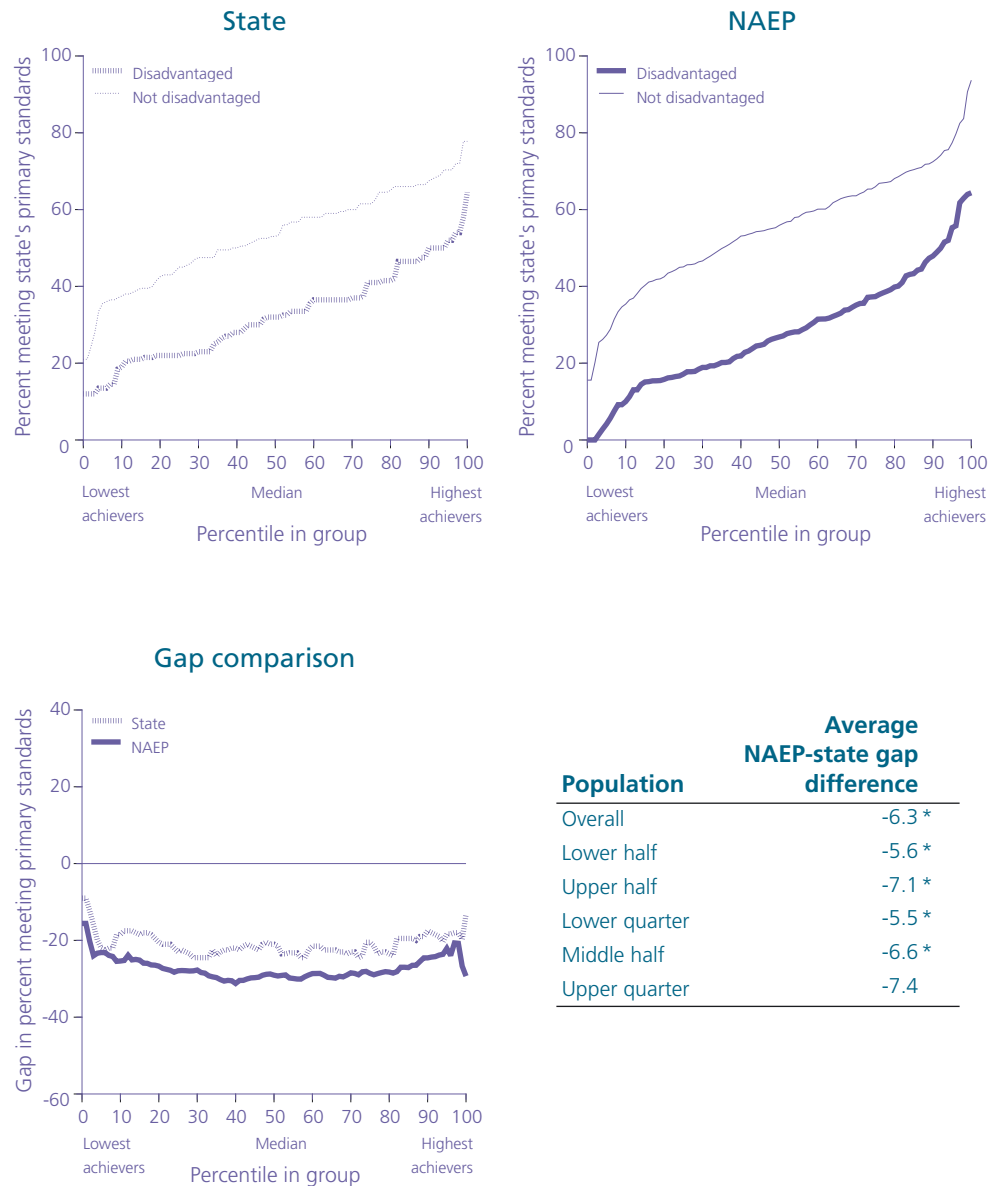 State
Percent meeting state's primary standards
100
80
60
40
20
0
Disadvantaged
Not disadvantaged
0 10 20 30 40 50 60 70 80 90 100
Lowest achievers
Median
Highest achievers
Percentile in group
NAEP
Percent meeting state's primary standards
100
80
60
40
20
0
Disadvantaged
Not disadvantaged
0 10 20 30 40 50 60 70 80 90 100
Lowest achievers
Median
Highest achievers
Percentile in group
Gap comparison
Gap in percent meeting primary standards
40
20
0
-20
-40
-60
State
NAEP
0 10 20 30 40 50 60 70 80 90 100
Lowest achievers
Median
Highest achievers
Percentile in group
Population Average NAEP-state gap difference
Overall -6.3 *
Lower half -5.6 *
Upper half -7.1 *
Lower quarter -5.5 *
Middle half -6.6 *
Upper quarter -7.4